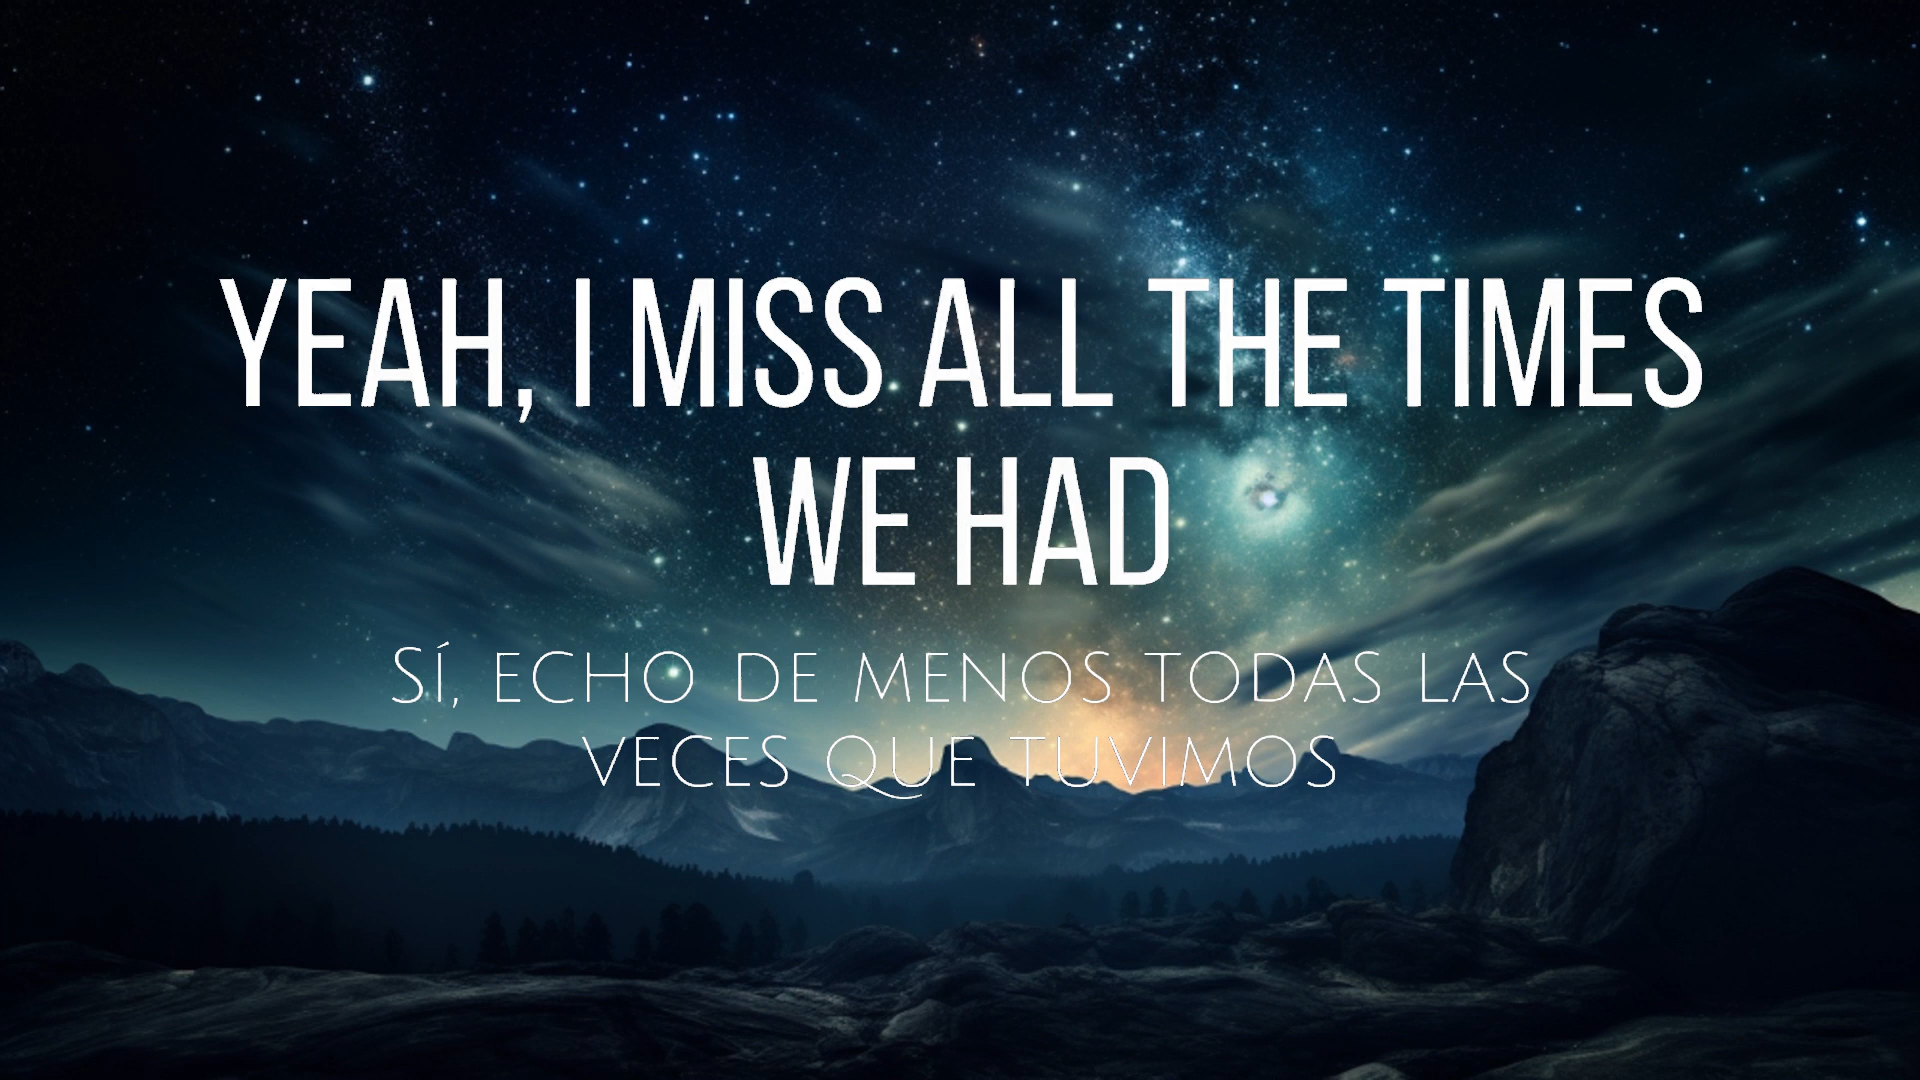 YEAH, I MISS ALL THE TIMES
WE HAD
SÍ, ECHO DE MENOS TODAS LAS
VECES QUE TUVIMOS